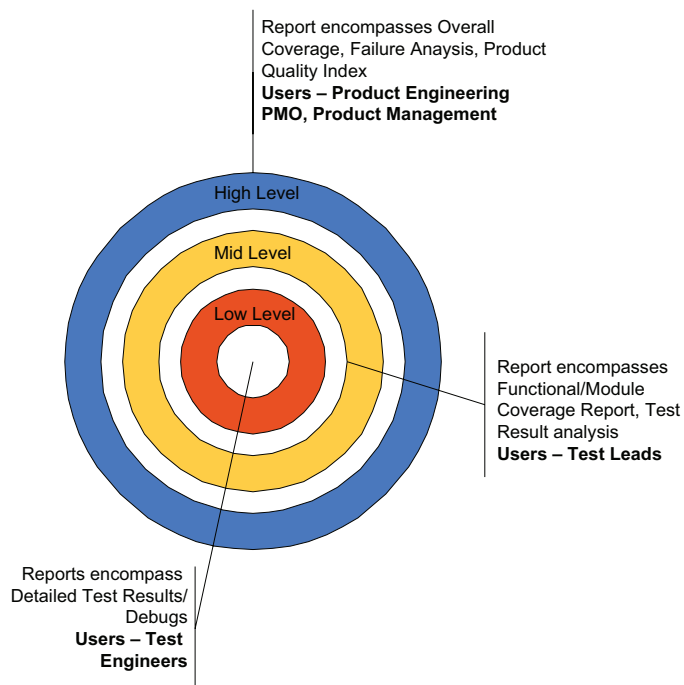 Report encompasses Overall
Coverage, Failure Anaysis, Product
Quality Index
Users – Product Engineering
PMO, Product Management
High Level
Mid Level
Low Level
Report encompasses
Functional/Module
Coverage Report, Test
Result analysis
Users – Test Leads
Reports encompass
Detailed Test Results/
Debugs
Users – Test
Engineers